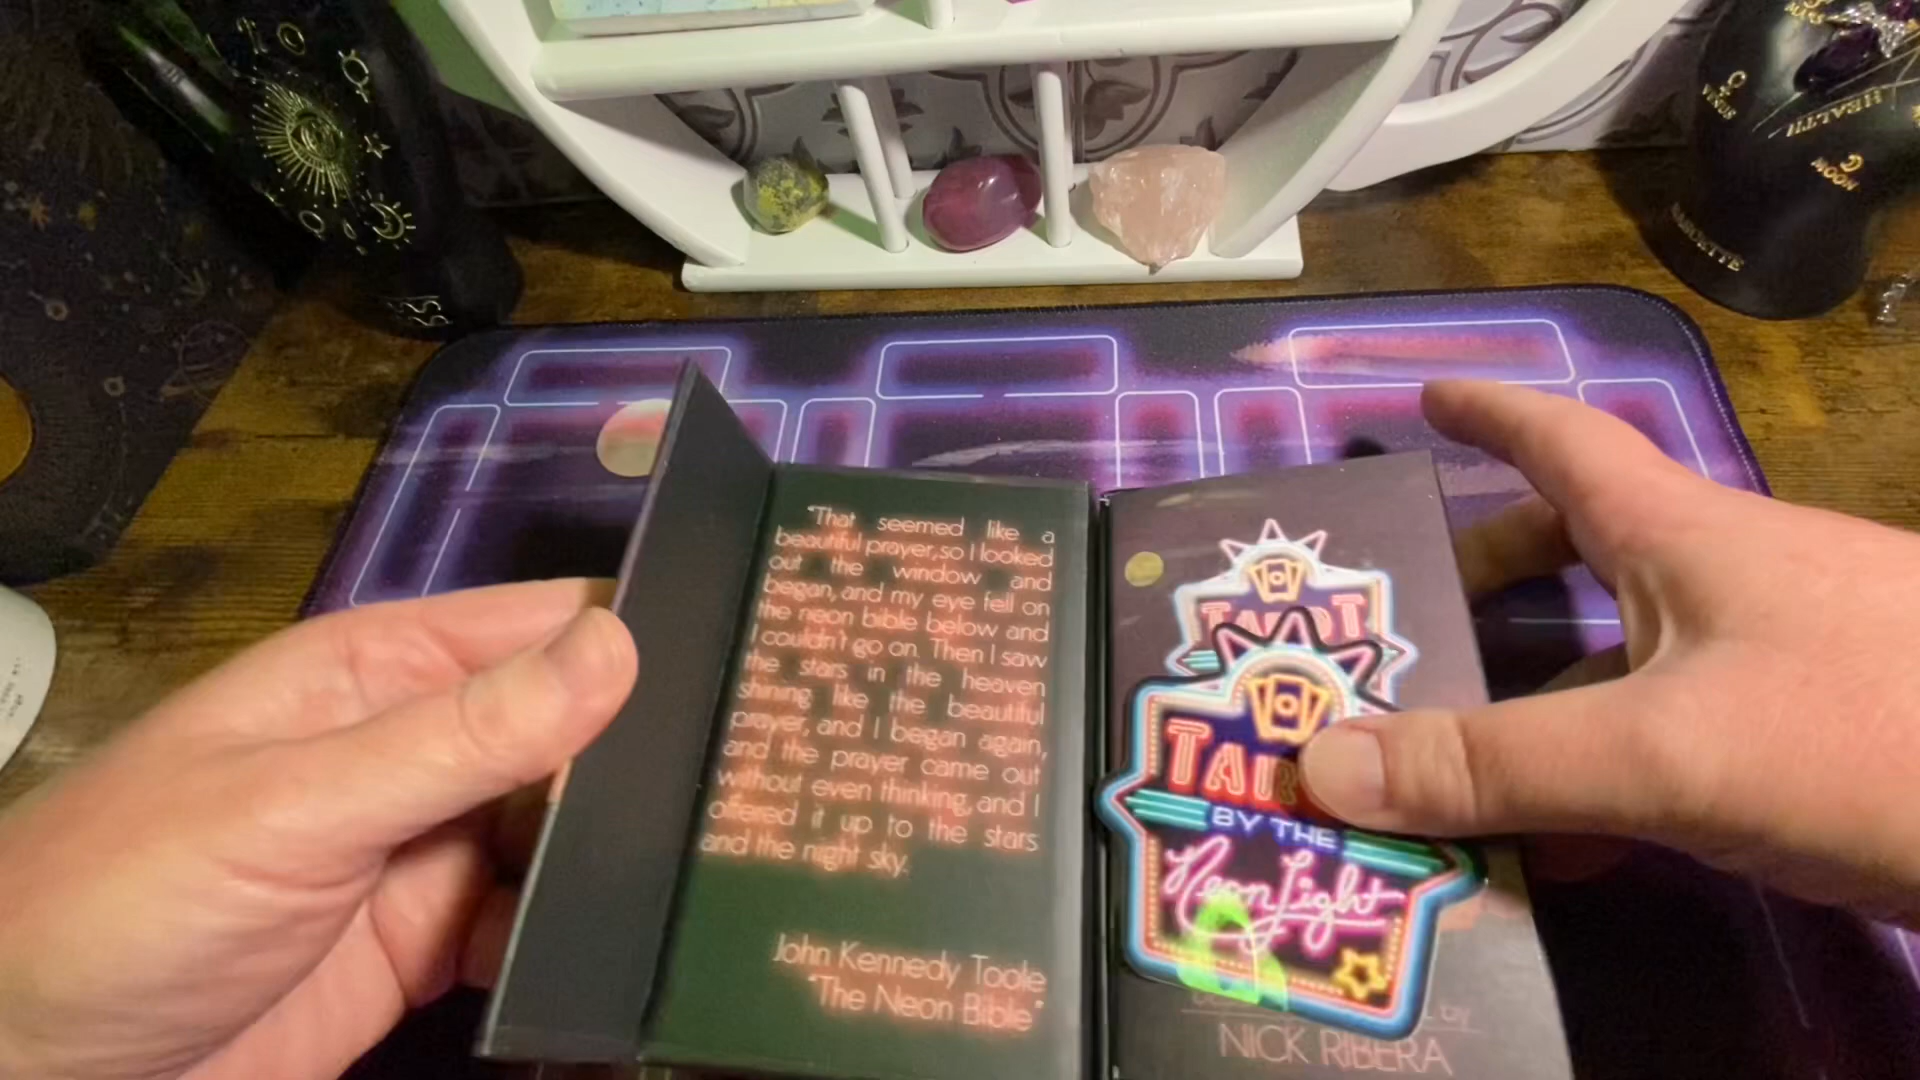 "That seemed like a
beautiful prayer, so I looked
out the window and
began, and my eye fell on
the neon bible below and
I couldn't go on. Then I saw
the stars in the heaven
shining like the beautiful
prayer, and I began again,
and the prayer came out
without even thinking, and I
offered it up to the stars
and the night sky.
John Kennedy Toole
"The Neon Bible"
TAROT
BY THE
Neon Light
by
NICK RIBERA
HEALTH
MOON